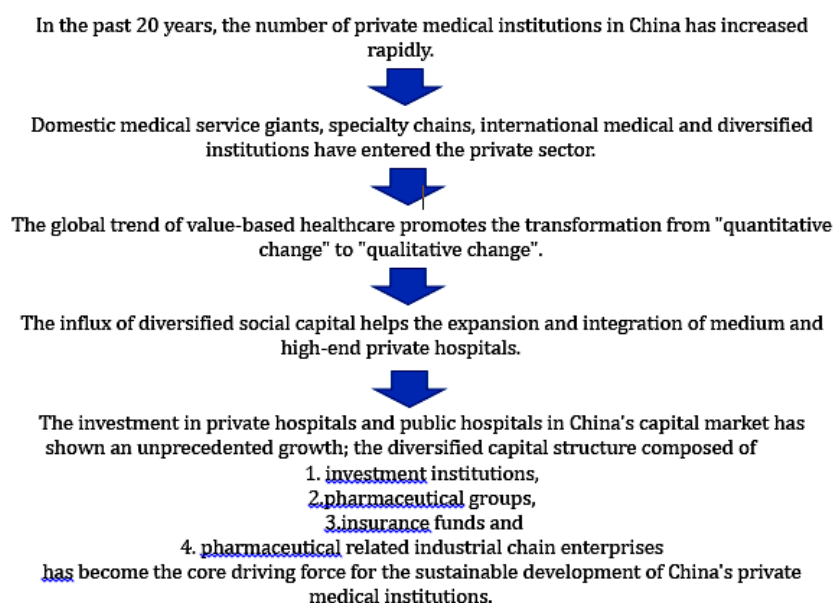 In the past 20 years, the number of private medical institutions in China has increased
rapidly.
Domestic medical service giants, specialty chains, international medical and diversified
institutions have entered the private sector.
The global trend of value-based healthcare promotes the transformation from "quantitative
change" to "qualitative change".
The influx of diversified social capital helps the expansion and integration of medium and
high-end private hospitals.
The investment in private hospitals and public hospitals in China's capital market has
shown an unprecedented growth; the diversified capital structure composed of
1. investment institutions,
2.pharmaceutical groups,
3.insurance funds and
4. pharmaceutical related industrial chain enterprises
has become the core driving force for the sustainable development of China's private
medical institutions.